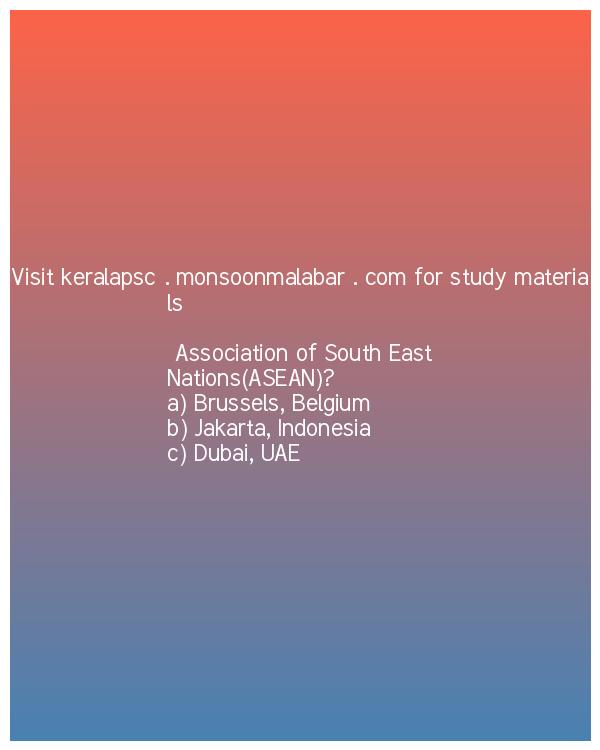 Visit keralapsc . monsoonmalabar . com for study materia
ls
Association of South East
Nations(ASEAN)?
a) Brussels, Belgium
b) Jakarta, Indonesia
c) Dubai, UAE